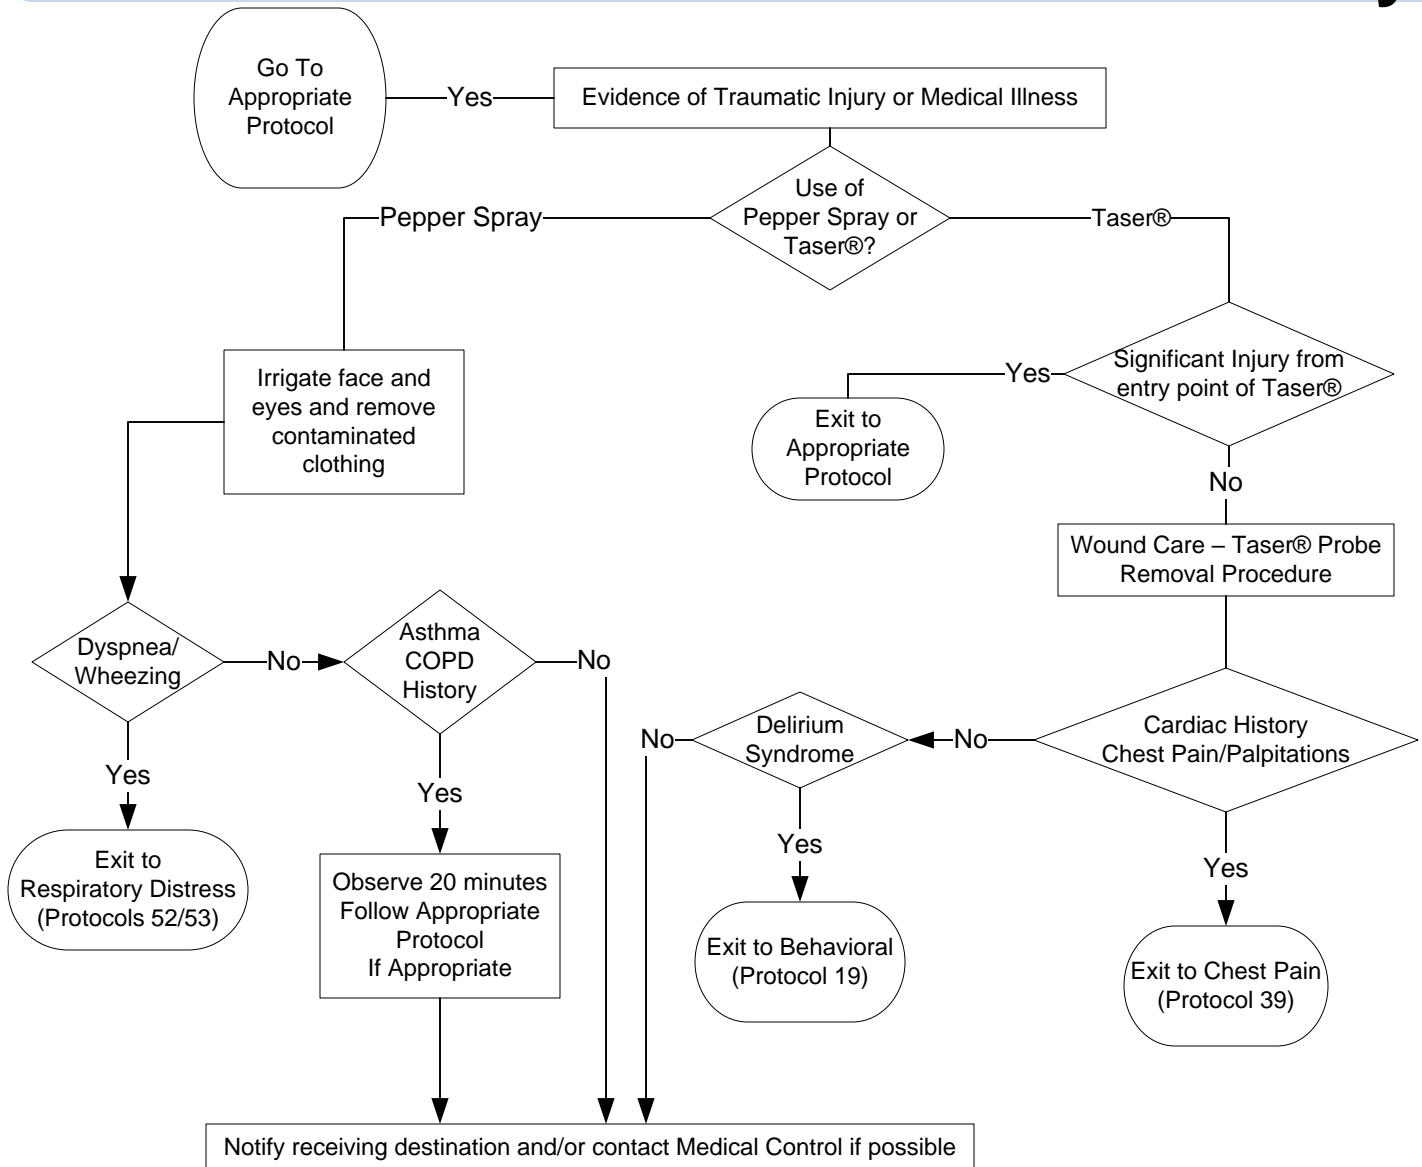 Go To
Appropriate
Protocol
Yes
Evidence of Traumatic Injury or Medical Illness
Use of
Pepper Spray or
Taser®?
Pepper Spray
Taser®
Irrigate face and
eyes and remove
contaminated
clothing
Significant Injury from
entry point of Taser®
Yes
Exit to
Appropriate
Protocol
No
Wound Care – Taser® Probe
Removal Procedure
Dyspnea/
Wheezing
No
Asthma
COPD
History
No
Yes
Exit to
Respiratory Distress
(Protocols 52/53)
Yes
Observe 20 minutes
Follow Appropriate
Protocol
If Appropriate
Cardiac History
Chest Pain/Palpitations
No
Delirium
Syndrome
No
Yes
Exit to Behavioral
(Protocol 19)
Yes
Exit to Chest Pain
(Protocol 39)
Notify receiving destination and/or contact Medical Control if possible